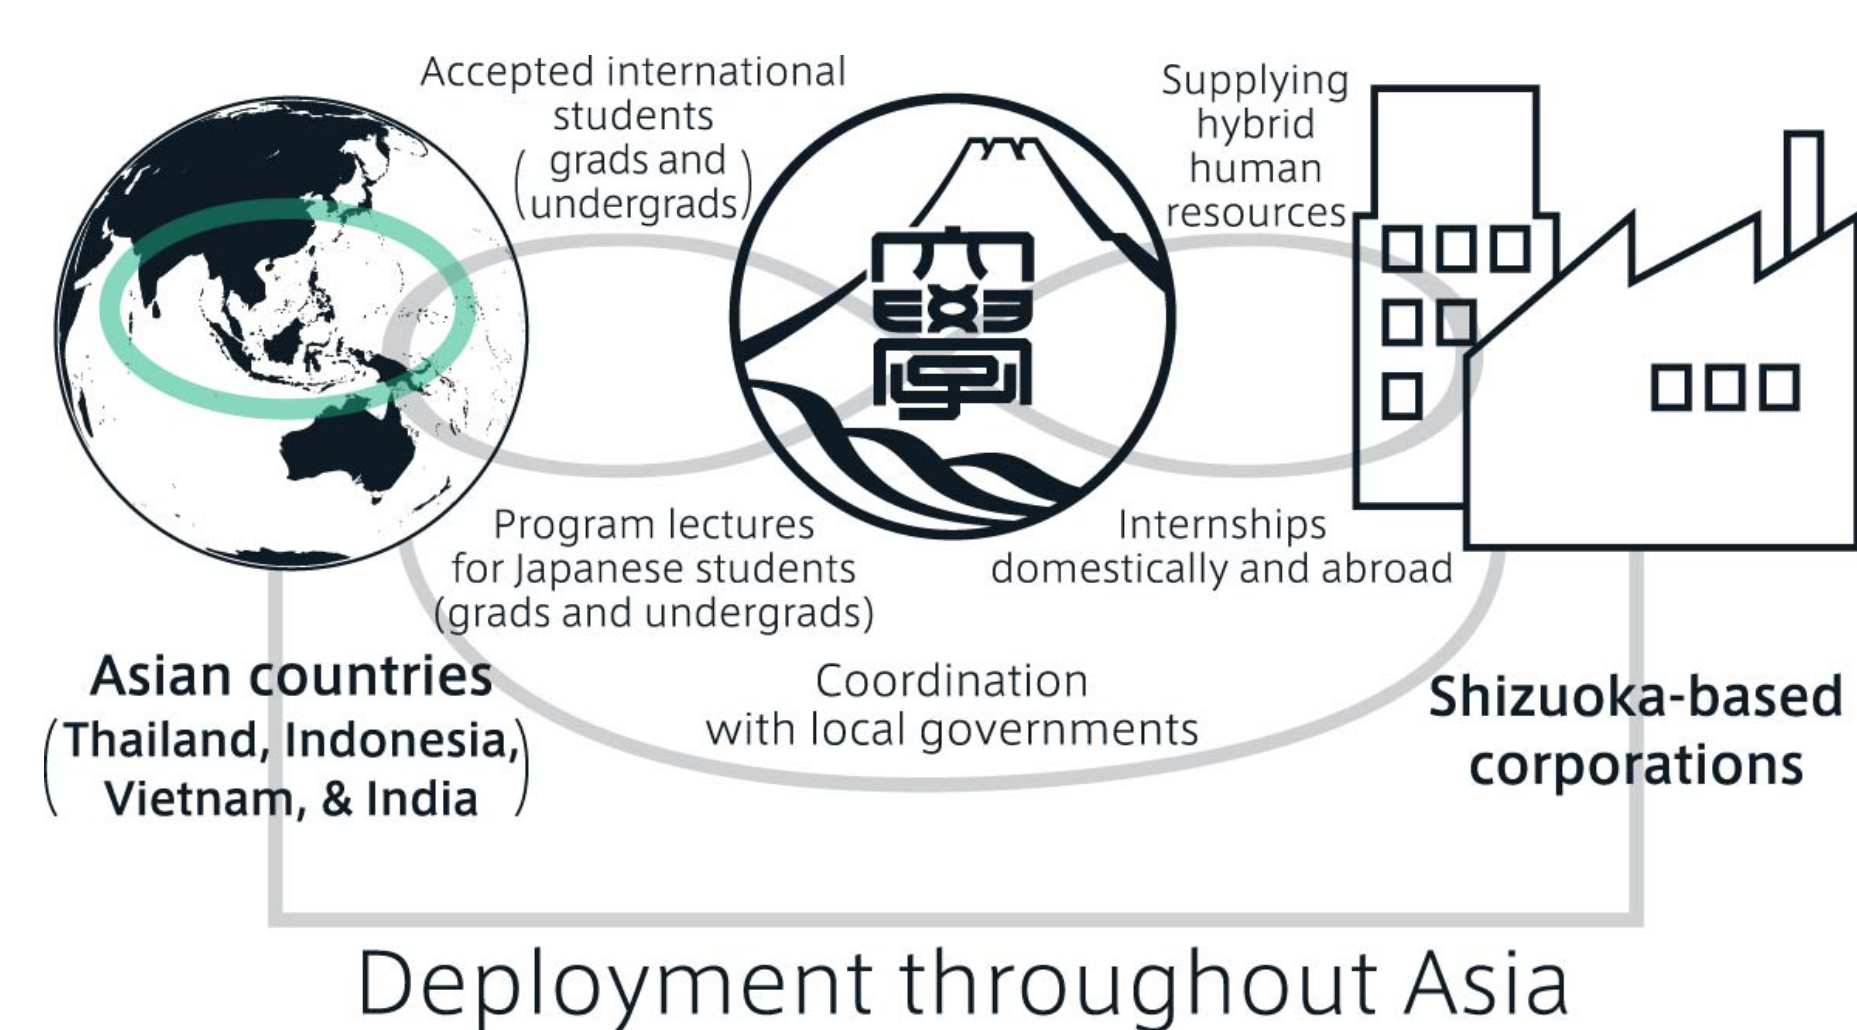 Accepted international
students
( grads and
undergrads)
Supplying
hybrid
human
resources
大學
Program lectures
for Japanese students
(grads and undergrads)
Internships
domestically and abroad
Asian countries
(Thailand, Indonesia,
Vietnam, & India)
Coordination
with local governments
Shizuoka-based
corporations
Deployment throughout Asia